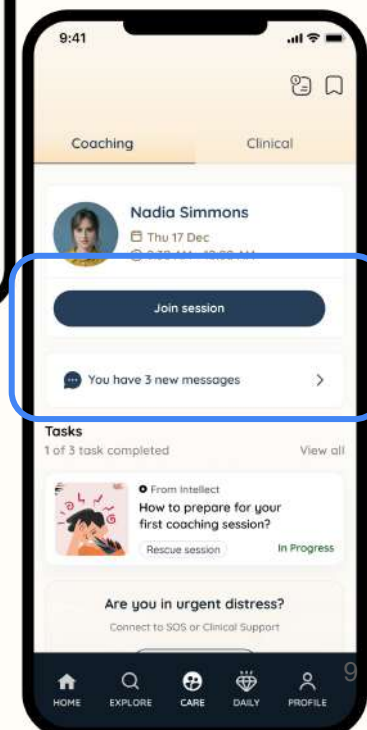 9:41
Coaching Clinical
Nadia Simmons
Thu 17 Dec
Join session
You have 3 new messages
Tasks
1 of 3 task completed View all
From Intellect
How to prepare for your
first coaching session?
Rescue session In Progress
Are you in urgent distress?
Connect to SOS or Clinical Support
9
HOME EXPLORE CARE DAILY PROFILE